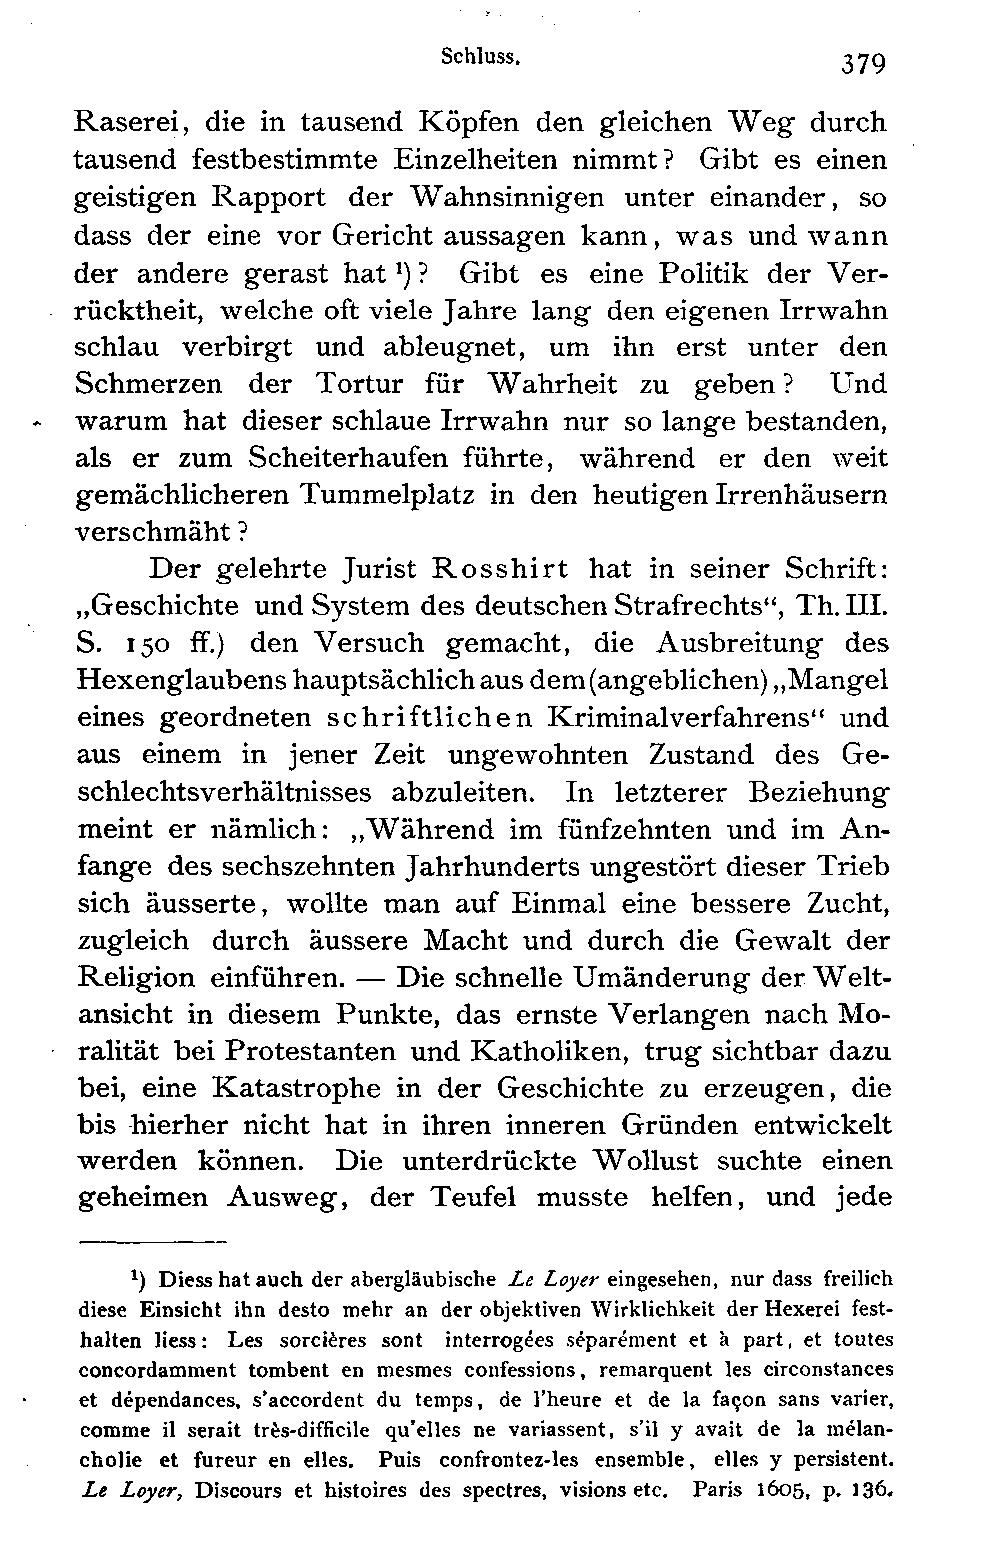 Schluss.
379
Raserei, die in tausend Köpfen den gleichen Weg durch
tausend festbestimmte Einzelheiten nimmt? Gibt es einen
geistigen Rapport der Wahnsinnigen unter einander, so
dass der eine vor Gericht aussagen kann, was und wann
der andere gerast hat ¹)? Gibt es eine Politik der Ver-
rücktheit, welche oft viele Jahre lang den eigenen Irrwahn
schlau verbirgt und ableugnet, um ihn erst unter den
Schmerzen der Tortur für Wahrheit zu geben? Und
warum hat dieser schlaue Irrwahn nur so lange bestanden,
als er zum Scheiterhaufen führte, während er den weit
gemächlicheren Tummelplatz in den heutigen Irrenhäusern
verschmäht?
Der gelehrte Jurist Rosshirt hat in seiner Schrift:
„Geschichte und System des deutschen Strafrechts“, Th. III.
S. 150 ff.) den Versuch gemacht, die Ausbreitung des
Hexenglaubens hauptsächlich aus dem (angeblichen) „Mangel
eines geordneten schriftlichen Kriminalverfahrens“ und
aus einem in jener Zeit ungewohnten Zustand des Ge-
schlechtsverhältnisses abzuleiten. In letzterer Beziehung
meint er nämlich: „Während im fünfzehnten und im An-
fange des sechszehnten Jahrhunderts ungestört dieser Trieb
sich äusserte, wollte man auf Einmal eine bessere Zucht,
zugleich durch äussere Macht und durch die Gewalt der
Religion einführen. — Die schnelle Umänderung der Welt-
ansicht in diesem Punkte, das ernste Verlangen nach Mo-
ralität bei Protestanten und Katholiken, trug sichtbar dazu
bei, eine Katastrophe in der Geschichte zu erzeugen, die
bis hierher nicht hat in ihren inneren Gründen entwickelt
werden können. Die unterdrückte Wollust suchte einen
geheimen Ausweg, der Teufel musste helfen, und jede
¹) Diess hat auch der abergläubische Le Loyer eingesehen, nur dass freilich
diese Einsicht ihn desto mehr an der objektiven Wirklichkeit der Hexerei fest-
halten liess: Les sorcières sont interrogées séparément et à part, et toutes
concordamment tombent en mesmes confessions, remarquent les circonstances
et dépendances, s'accordent du temps, de l'heure et de la façon sans varier,
comme il serait très-difficile qu'elles ne variassent, s'il y avait de la mélan-
cholie et fureur en elles. Puis confrontez-les ensemble, elles y persistent.
Le Loyer, Discours et histoires des spectres, visions etc. Paris 1605, p. 136.